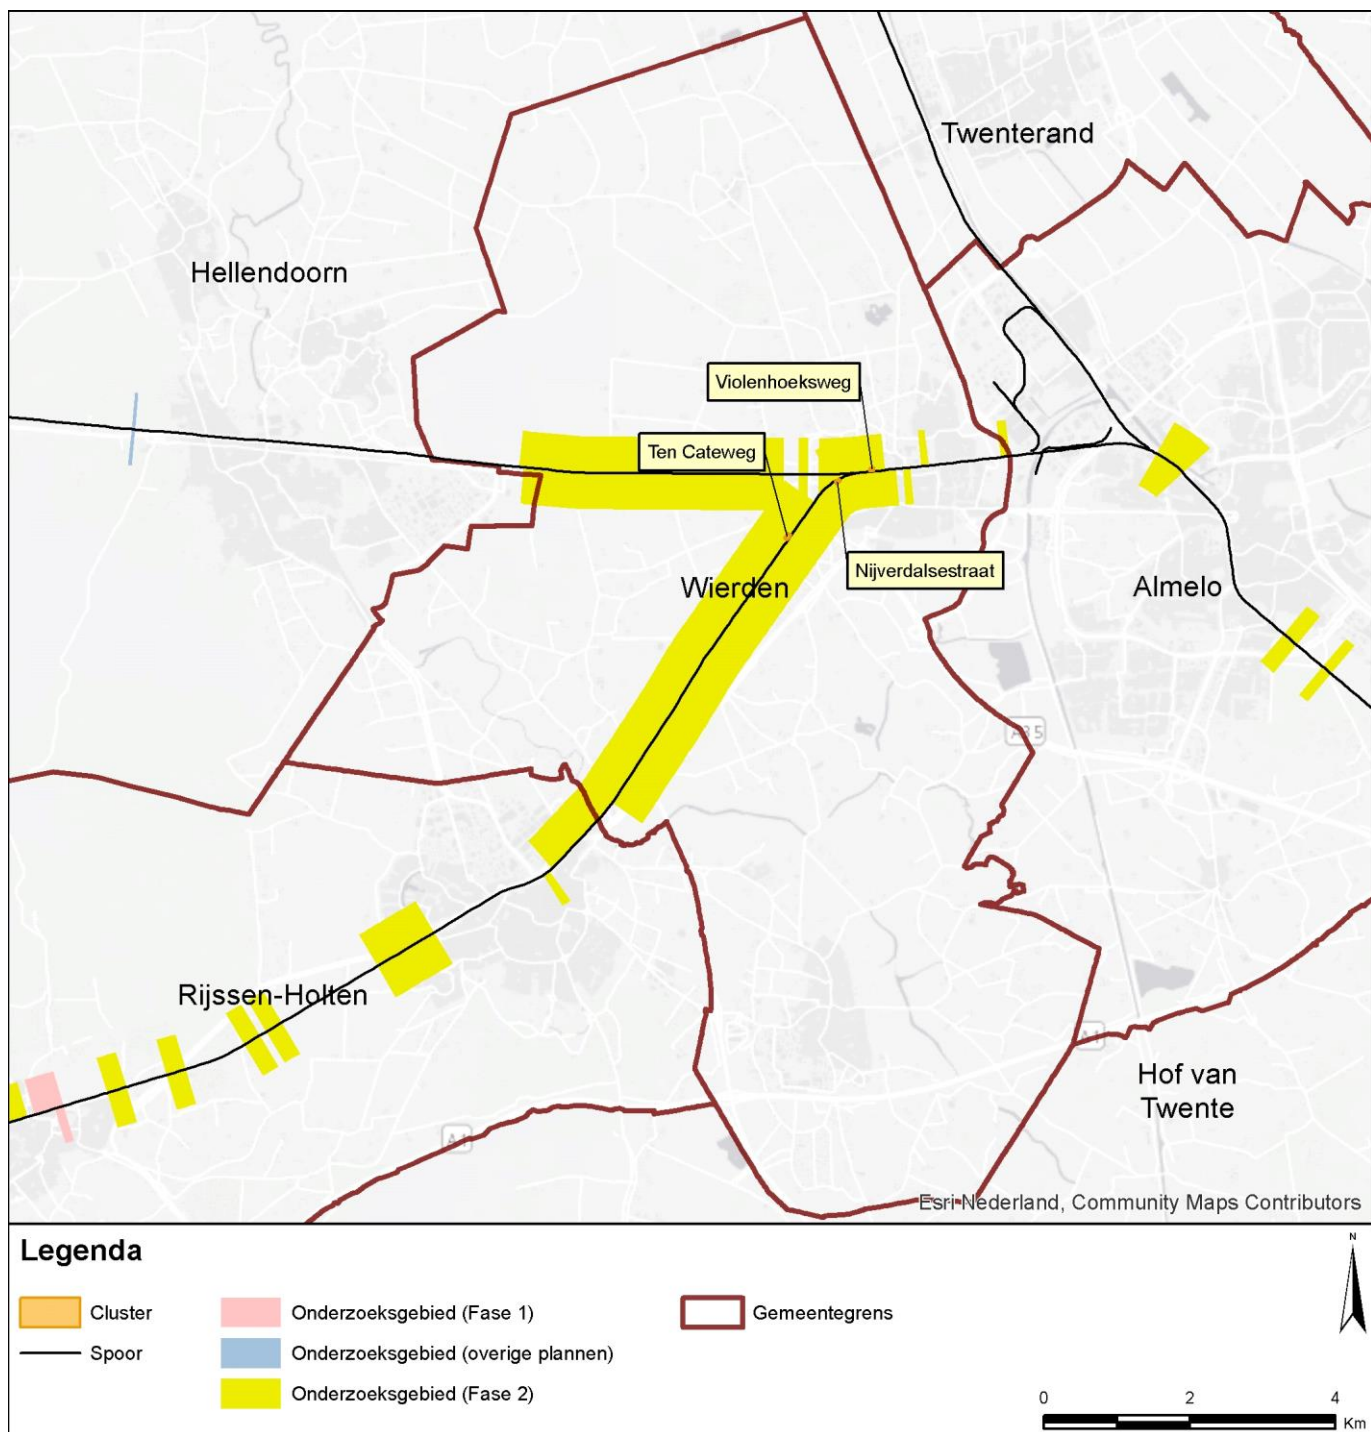 Twenterand
Hellendoorn
Violenhoeksweg
Ten Cateweg
Nijverdalsestraat
Wierden
Almelo
A35
Rijssen-Holten
A1
Hof van
Twente
A1
Esri Nederland, Community Maps Contributors
Legenda
N
Cluster
Onderzoeksgebied (Fase 1)
Gemeentegrens
Spoor
Onderzoeksgebied (overige plannen)
Onderzoeksgebied (Fase 2)
0 2 4
Km